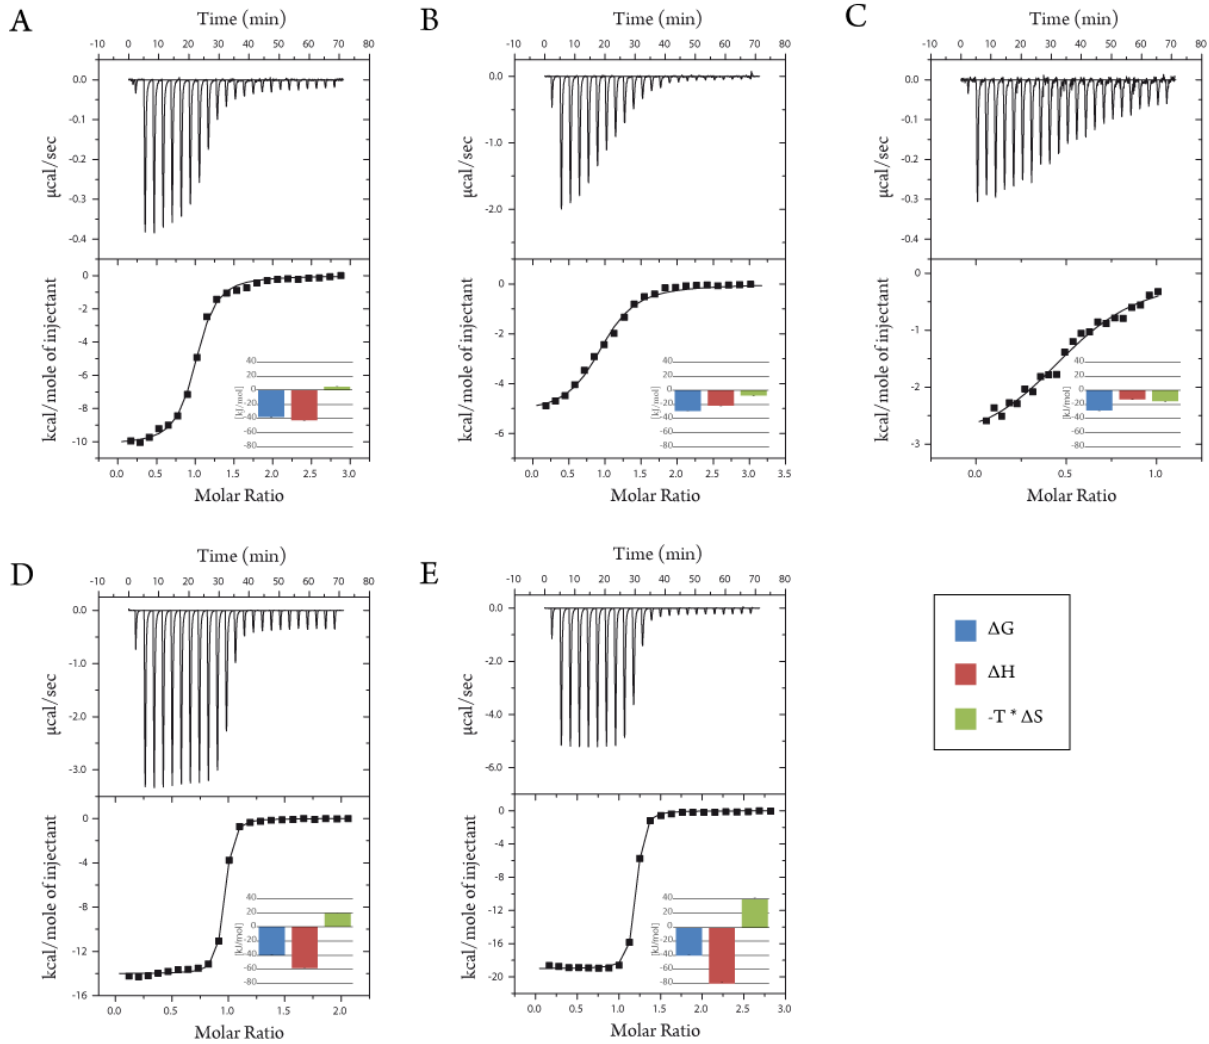 A
Time (min)
-10 0 10 20 30 40 50 60 70 80
0.0
-0.1
-0.2
-0.3
-0.4
µcal/sec
0
-2
-4
-6
-8
-10
kcal/mole of injectant
40
20
0
-20
-40
-60
-80
[kJ/mol]
0.0 0.5 1.0 1.5 2.0 2.5 3.0
Molar Ratio
B
Time (min)
-10 0 10 20 30 40 50 60 70 80
0.0
-1.0
-2.0
µcal/sec
0
-2
-4
-6
kcal/mole of injectant
40
20
0
-20
-40
-60
-80
[kJ/mol]
0.0 0.5 1.0 1.5 2.0 2.5 3.0 3.5
Molar Ratio
C
Time (min)
-10 0 10 20 30 40 50 60 70 80
0.0
-0.1
-0.2
-0.3
-0.4
µcal/sec
0
-1
-2
-3
kcal/mole of injectant
40
20
0
-20
-40
-60
-80
[kJ/mol]
0.0 0.5 1.0
Molar Ratio
D
Time (min)
-10 0 10 20 30 40 50 60 70 80
0.0
-1.0
-2.0
-3.0
µcal/sec
0
-4
-8
-12
-16
kcal/mole of injectant
40
20
0
-20
-40
-60
-80
[kJ/mol]
0.0 0.5 1.0 1.5 2.0
Molar Ratio
E
Time (min)
-10 0 10 20 30 40 50 60 70 80
0.0
-2.0
-4.0
-6.0
µcal/sec
0
-2
-4
-6
-8
-10
-12
-14
-16
-18
-20
kcal/mole of injectant
40
20
0
-20
-40
-60
-80
[kJ/mol]
0.0 0.5 1.0 1.5 2.0 2.5 3.0
Molar Ratio
ΔG
ΔH
-T * ΔS